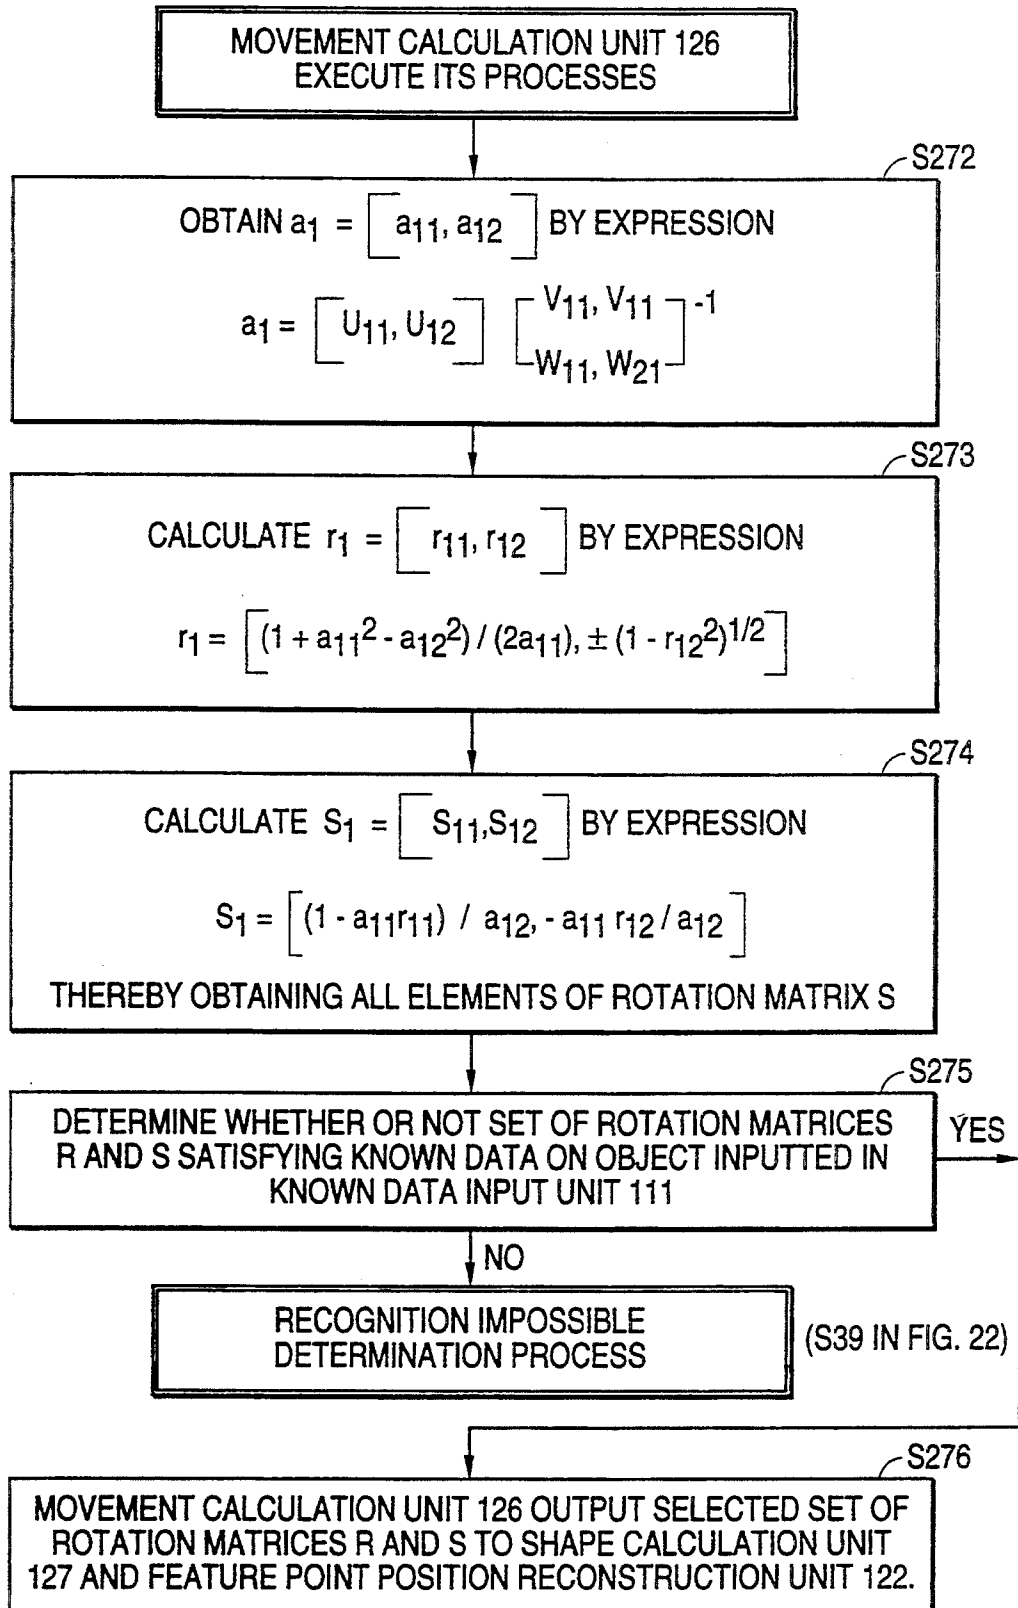 MOVEMENT CALCULATION UNIT 126
EXECUTE ITS PROCESSES
S272
OBTAIN a₁ = [ a₁₁, a₁₂ ] BY EXPRESSION
a₁ = [ U₁₁, U₁₂ ] [ V₁₁, V₁₁
W₁₁, W₂₁ ]⁻¹
S273
CALCULATE r₁ = [ r₁₁, r₁₂ ] BY EXPRESSION
r₁ = [ (1 + a₁₁² - a₁₂²) / (2a₁₁), ± (1 - r₁₂²)^1/2 ]
S274
CALCULATE S₁ = [ S₁₁,S₁₂ ] BY EXPRESSION
S₁ = [ (1 - a₁₁r₁₁) / a₁₂, - a₁₁ r₁₂ / a₁₂ ]
THEREBY OBTAINING ALL ELEMENTS OF ROTATION MATRIX S
S275
DETERMINE WHETHER OR NOT SET OF ROTATION MATRICES
R AND S SATISFYING KNOWN DATA ON OBJECT INPUTTED IN
KNOWN DATA INPUT UNIT 111
YES
NO
RECOGNITION IMPOSSIBLE
DETERMINATION PROCESS
(S39 IN FIG. 22)
S276
MOVEMENT CALCULATION UNIT 126 OUTPUT SELECTED SET OF
ROTATION MATRICES R AND S TO SHAPE CALCULATION UNIT
127 AND FEATURE POINT POSITION RECONSTRUCTION UNIT 122.